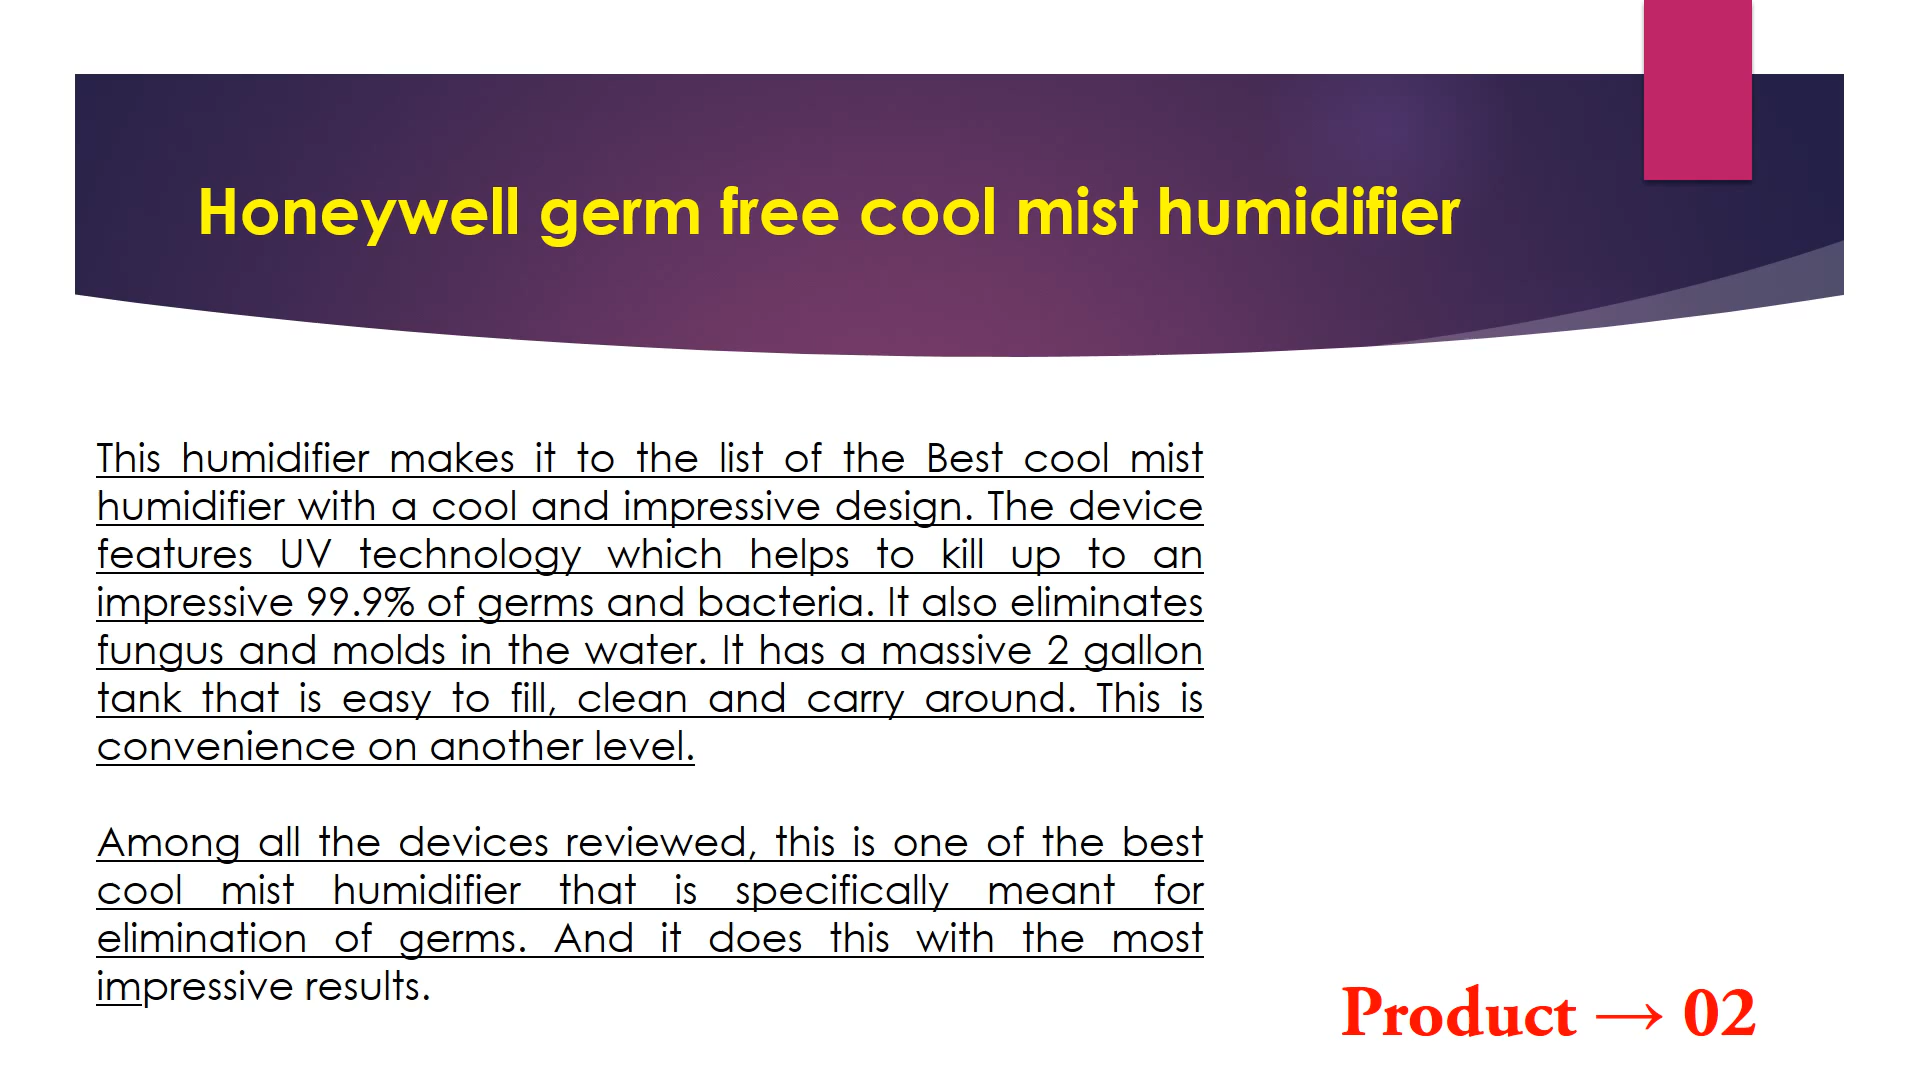 Honeywell germ free cool mist humidifier
This humidifier makes it to the list of the Best cool mist
humidifier with a cool and impressive design. The device
features UV technology which helps to kill up to an
impressive 99.9% of germs and bacteria. It also eliminates
fungus and molds in the water. It has a massive 2 gallon
tank that is easy to fill, clean and carry around. This is
convenience on another level.
Among all the devices reviewed, this is one of the best
cool mist humidifier that is specifically meant for
elimination of germs. And it does this with the most
impressive results.
Product → 02